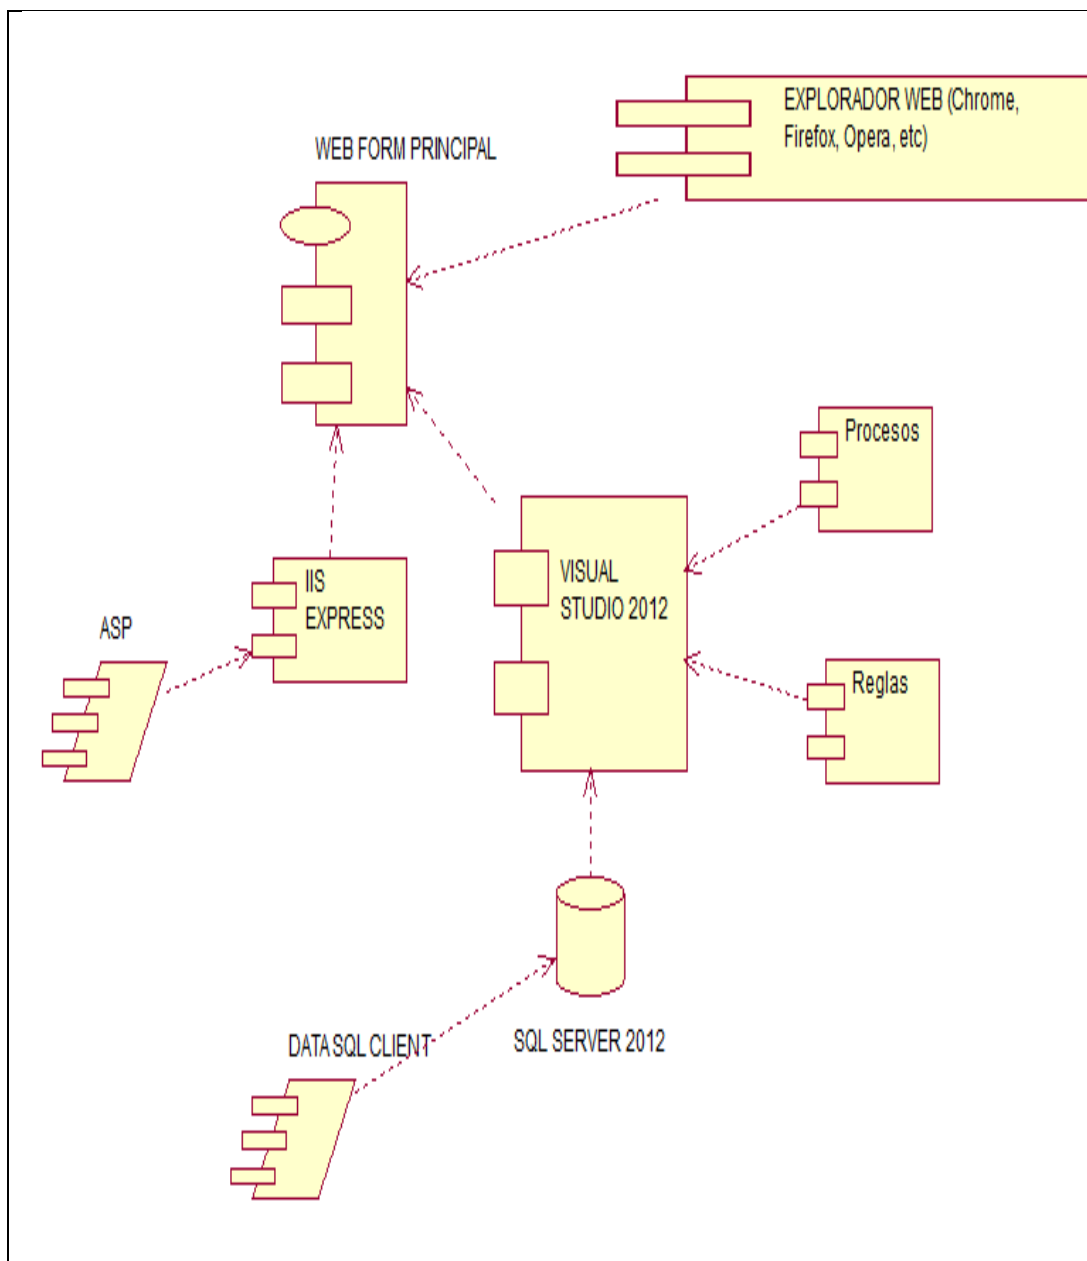 EXPLORADOR WEB (Chrome,
Firefox, Opera, etc)
WEB FORM PRINCIPAL
Procesos
IIS
EXPRESS
VISUAL
STUDIO 2012
ASP
Reglas
DATA SQL CLIENT
SQL SERVER 2012